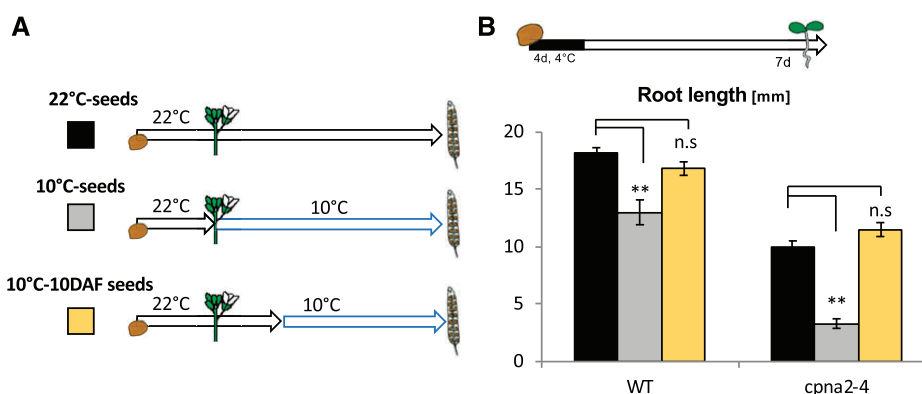 A
22°C-seeds
22°C
10°C-seeds
22°C
10°C
10°C-10DAF seeds
22°C
10°C
B
4d, 4°C
7d
Root length [mm]
20
15
10
5
0
**
n.s
**
n.s
WT
cpna2-4